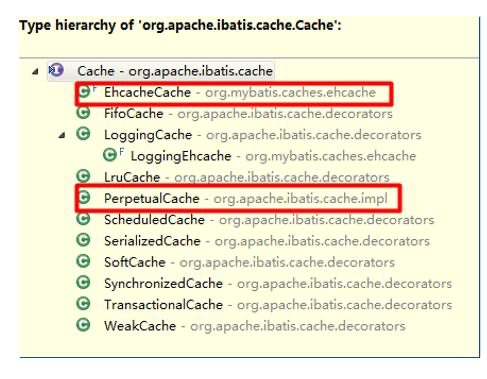 Type hierarchy of 'org.apache.ibatis.cache.Cache':
Cache - org.apache.ibatis.cache
F EhcacheCache - org.mybatis.caches.ehcache
FifoCache - org.apache.ibatis.cache.decorators
LoggingCache - org.apache.ibatis.cache.decorators
F LoggingEhcache - org.mybatis.caches.ehcache
LruCache - org.apache.ibatis.cache.decorators
PerpetualCache - org.apache.ibatis.cache.impl
ScheduledCache - org.apache.ibatis.cache.decorators
SerializedCache - org.apache.ibatis.cache.decorators
SoftCache - org.apache.ibatis.cache.decorators
SynchronizedCache - org.apache.ibatis.cache.decorators
TransactionalCache - org.apache.ibatis.cache.decorators
WeakCache - org.apache.ibatis.cache.decorators